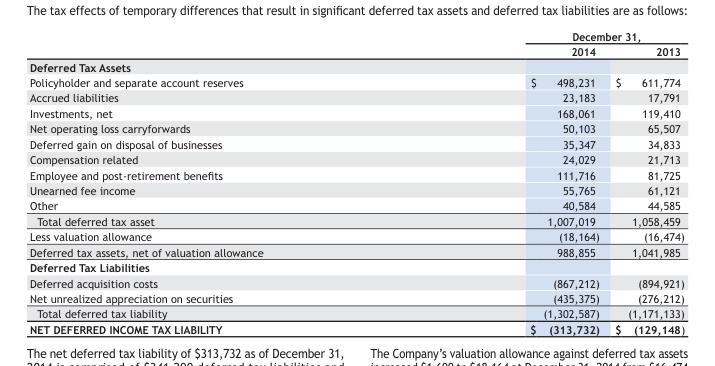 The tax effects of temporary differences that result in significant deferred tax assets and deferred tax liabilities are as follows:
December 31,
2014 2013
Deferred Tax Assets
Policyholder and separate account reserves $ 498,231 $ 611,774
Accrued liabilities 23,183 17,791
Investments, net 168,061 119,410
Net operating loss carryforwards 50,103 65,507
Deferred gain on disposal of businesses 35,347 34,833
Compensation related 24,029 21,713
Employee and post-retirement benefits 111,716 81,725
Unearned fee income 55,765 61,121
Other 40,584 44,585
Total deferred tax asset 1,007,019 1,058,459
Less valuation allowance (18,164) (16,474)
Deferred tax assets, net of valuation allowance 988,855 1,041,985
Deferred Tax Liabilities
Deferred acquisition costs (867,212) (894,921)
Net unrealized appreciation on securities (435,375) (276,212)
Total deferred tax liability (1,302,587) (1,171,133)
NET DEFERRED INCOME TAX LIABILITY $ (313,732) $ (129,148)
The net deferred tax liability of $313,732 as of December 31,
The Company's valuation allowance against deferred tax assets